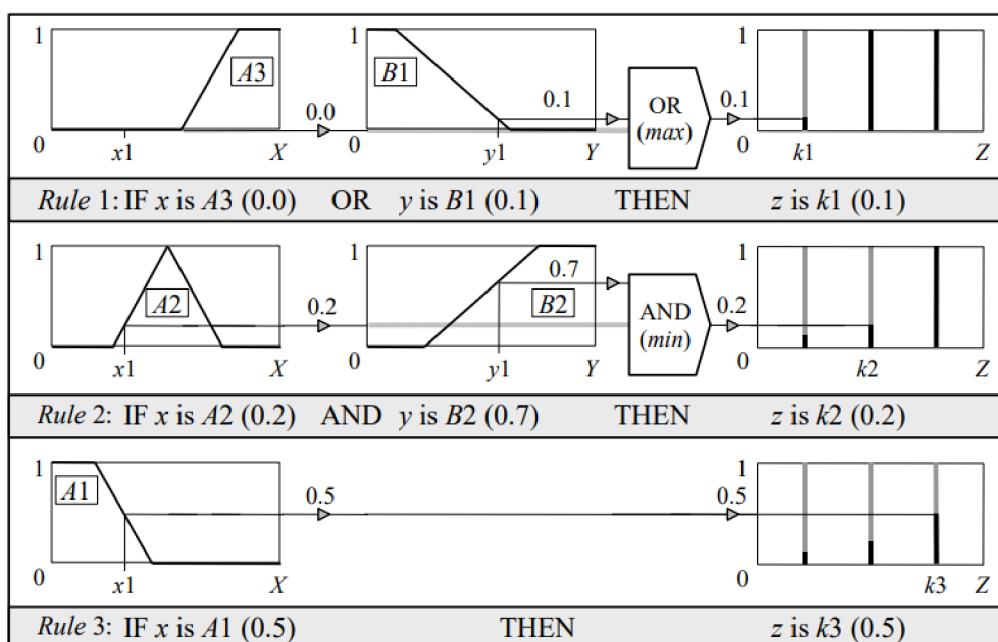 1 1 1
A3 B1 OR (max)
0.0 0.1 0.1
0 x1 X 0 y1 Y 0 k1 Z
Rule 1: IF x is A3 (0.0) OR y is B1 (0.1) THEN z is k1 (0.1)
1 1 1
A2 0.7 B2 AND (min)
0.2 0.2
0 x1 X 0 y1 Y 0 k2 Z
Rule 2: IF x is A2 (0.2) AND y is B2 (0.7) THEN z is k2 (0.2)
1 1
A1 0.5 0.5
0 x1 X 0 k3 Z
Rule 3: IF x is A1 (0.5) THEN z is k3 (0.5)